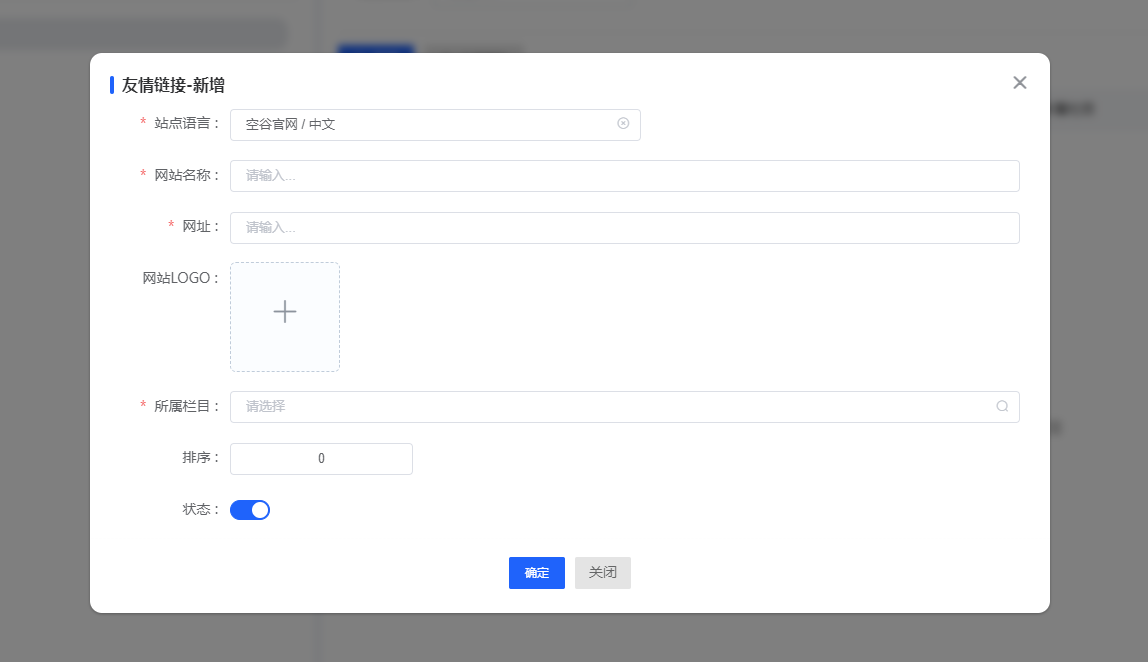 友情链接-新增
* 站点语言： 空谷官网 / 中文
* 网站名称： 请输入...
* 网址： 请输入...
网站LOGO：
* 所属栏目： 请选择
排序： 0
状态：
确定 关闭